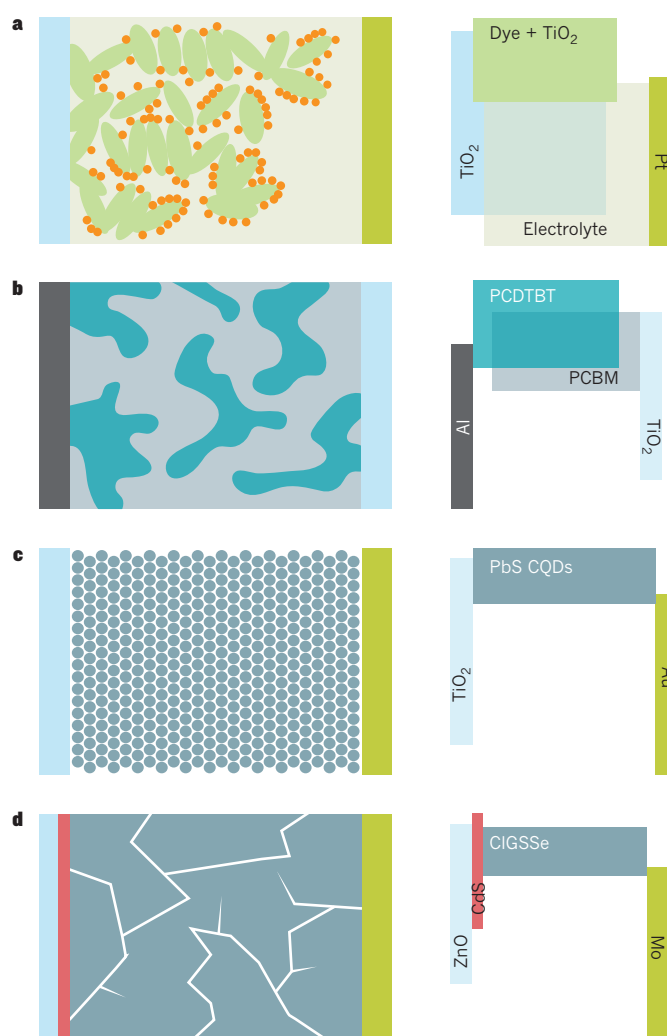 a
Dye + TiO₂
TiO₂
Pt
Electrolyte
b
PCDTBT
PCBM
Al
TiO₂
c
PbS CQDs
TiO₂
Au
d
CIGSSe
CdS
ZnO
Mo